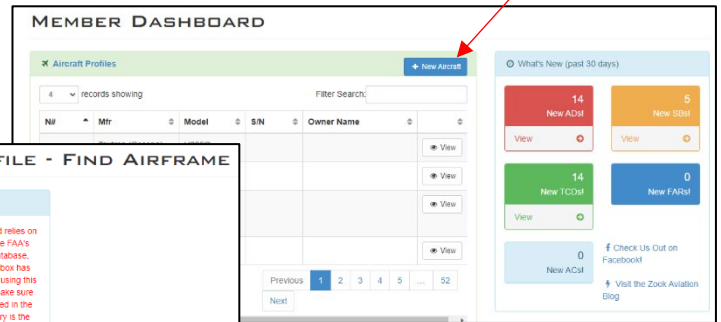 MEMBER DASHBOARD
Aircraft Profiles
+ New Aircraft
4 records showing
Filter Search:
N# Mfr Model S/N Owner Name
View
View
View
View
Previous 1 2 3 4 5 ... 52
Next
What's New (past 30 days)
14
New ADs!
View
5
New SBs!
View
14
New TCDs!
View
0
New FARs!
0
New ACs!
Check Us Out on
Facebook!
Visit the Zook Aviation
Blog
FILE - FIND AIRFRAME
d relies on
e FAA's
tabase,
box has
using this
ake sure
ed in the
ry is the